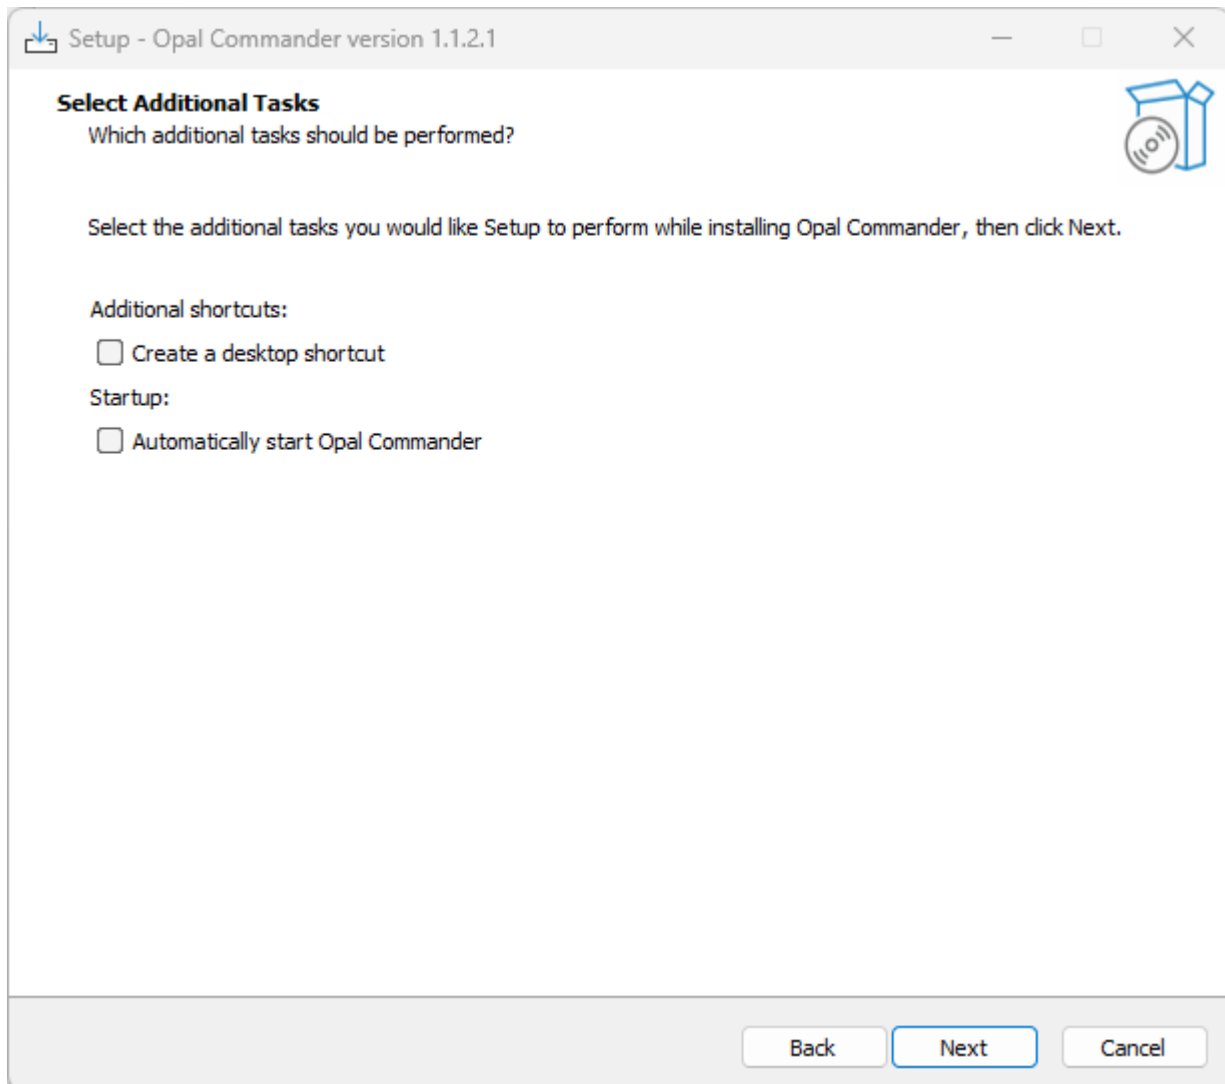 Setup - Opal Commander version 1.1.2.1
Select Additional Tasks
Which additional tasks should be performed?
Select the additional tasks you would like Setup to perform while installing Opal Commander, then click Next.
Additional shortcuts:
Create a desktop shortcut
Startup:
Automatically start Opal Commander
Back Next Cancel